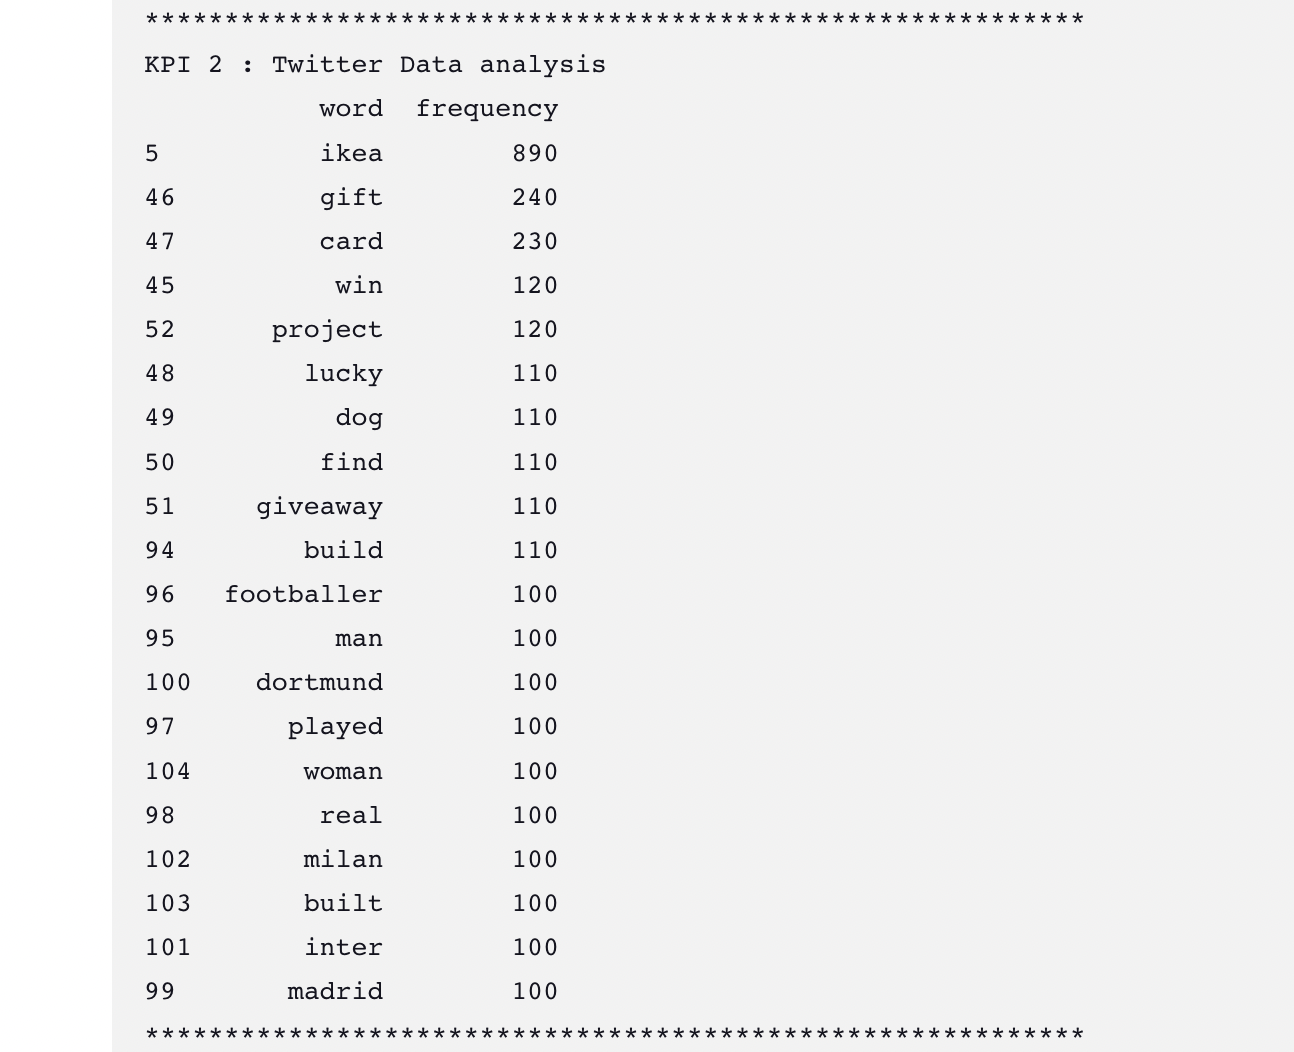 ***********************************************************
KPI 2 : Twitter Data analysis
word frequency
5 ikea 890
46 gift 240
47 card 230
45 win 120
52 project 120
48 lucky 110
49 dog 110
50 find 110
51 giveaway 110
94 build 110
96 footballer 100
95 man 100
100 dortmund 100
97 played 100
104 woman 100
98 real 100
102 milan 100
103 built 100
101 inter 100
99 madrid 100
***********************************************************